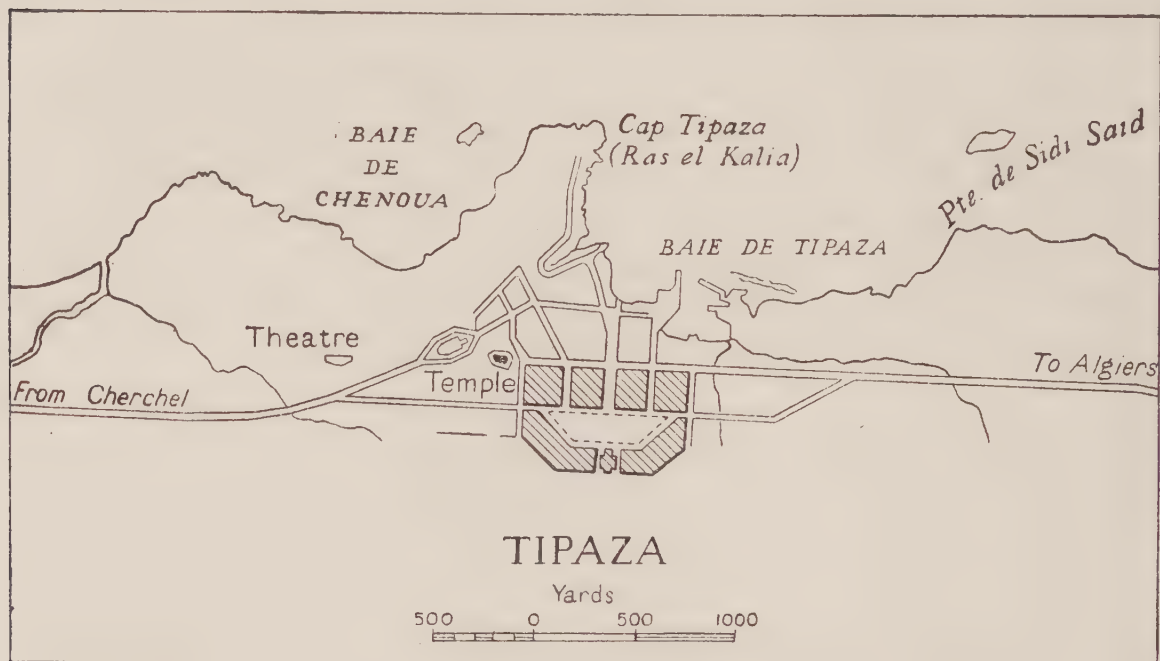 BAIE
DE
CHENOUA
Cap Tipaza
(Ras el Kalia)
Pte. de Sidi Said
BAIE DE TIPAZA
Theatre
Temple
To Algiers
From Cherchel
TIPAZA
Yards
500 0 500 1000